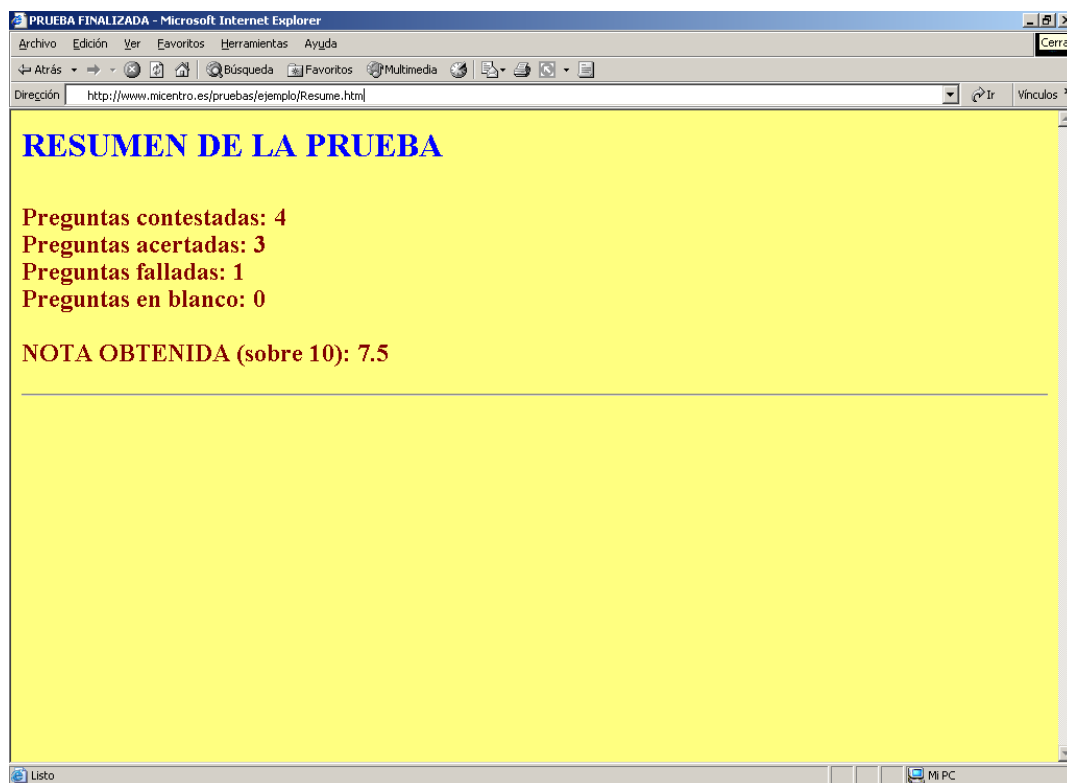 PRUEBA FINALIZADA - Microsoft Internet Explorer
Archivo Edición Ver Favoritos Herramientas Ayuda
Cerra
Atrás Búsqueda Favoritos Multimedia
Dirección http://www.micentro.es/pruebas/ejemplo/Resume.htm Ir Vínculos
RESUMEN DE LA PRUEBA
Preguntas contestadas: 4
Preguntas acertadas: 3
Preguntas falladas: 1
Preguntas en blanco: 0
NOTA OBTENIDA (sobre 10): 7.5
Listo Mi PC